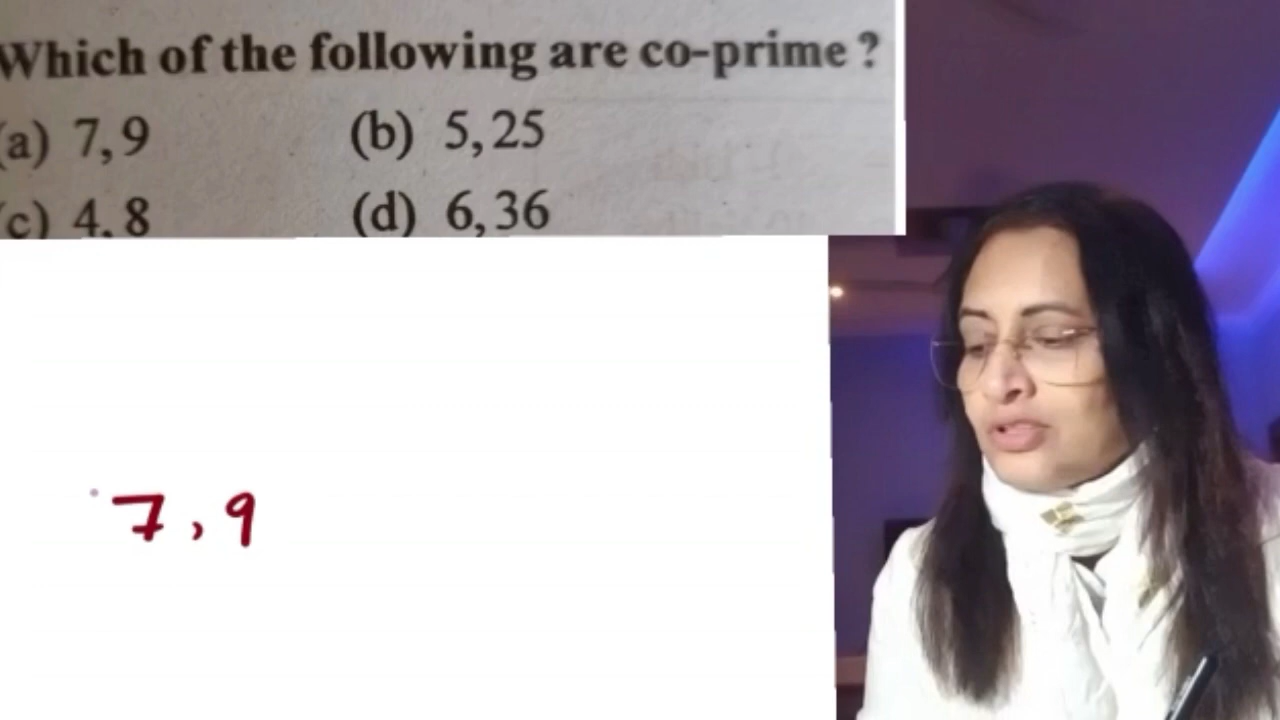 Which of the following are co-prime ?
(a) 7,9 (b) 5,25
(c) 4,8 (d) 6,36
7,9